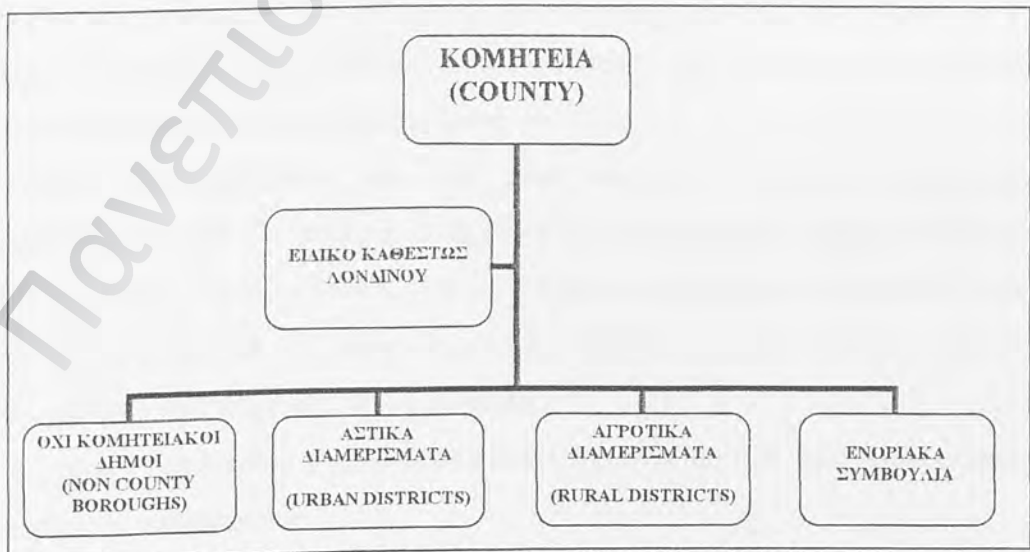 ΚΟΜΗΤΕΙΑ
(COUNTY)
ΕΙΔΙΚΟ ΚΑΘΕΣΤΩΣ
ΛΟΝΔΙΝΟΥ
ΟΧΙ ΚΟΜΗΤΕΙΑΚΟΙ
ΔΗΜΟΙ
(NON COUNTY
BOROUGHS)
ΑΣΤΙΚΑ
ΔΙΑΜΕΡΙΣΜΑΤΑ
(URBAN DISTRICTS)
ΑΓΡΟΤΙΚΑ
ΔΙΑΜΕΡΙΣΜΑΤΑ
(RURAL DISTRICTS)
ΕΝΟΡΙΑΚΑ
ΣΥΜΒΟΥΛΙΑ